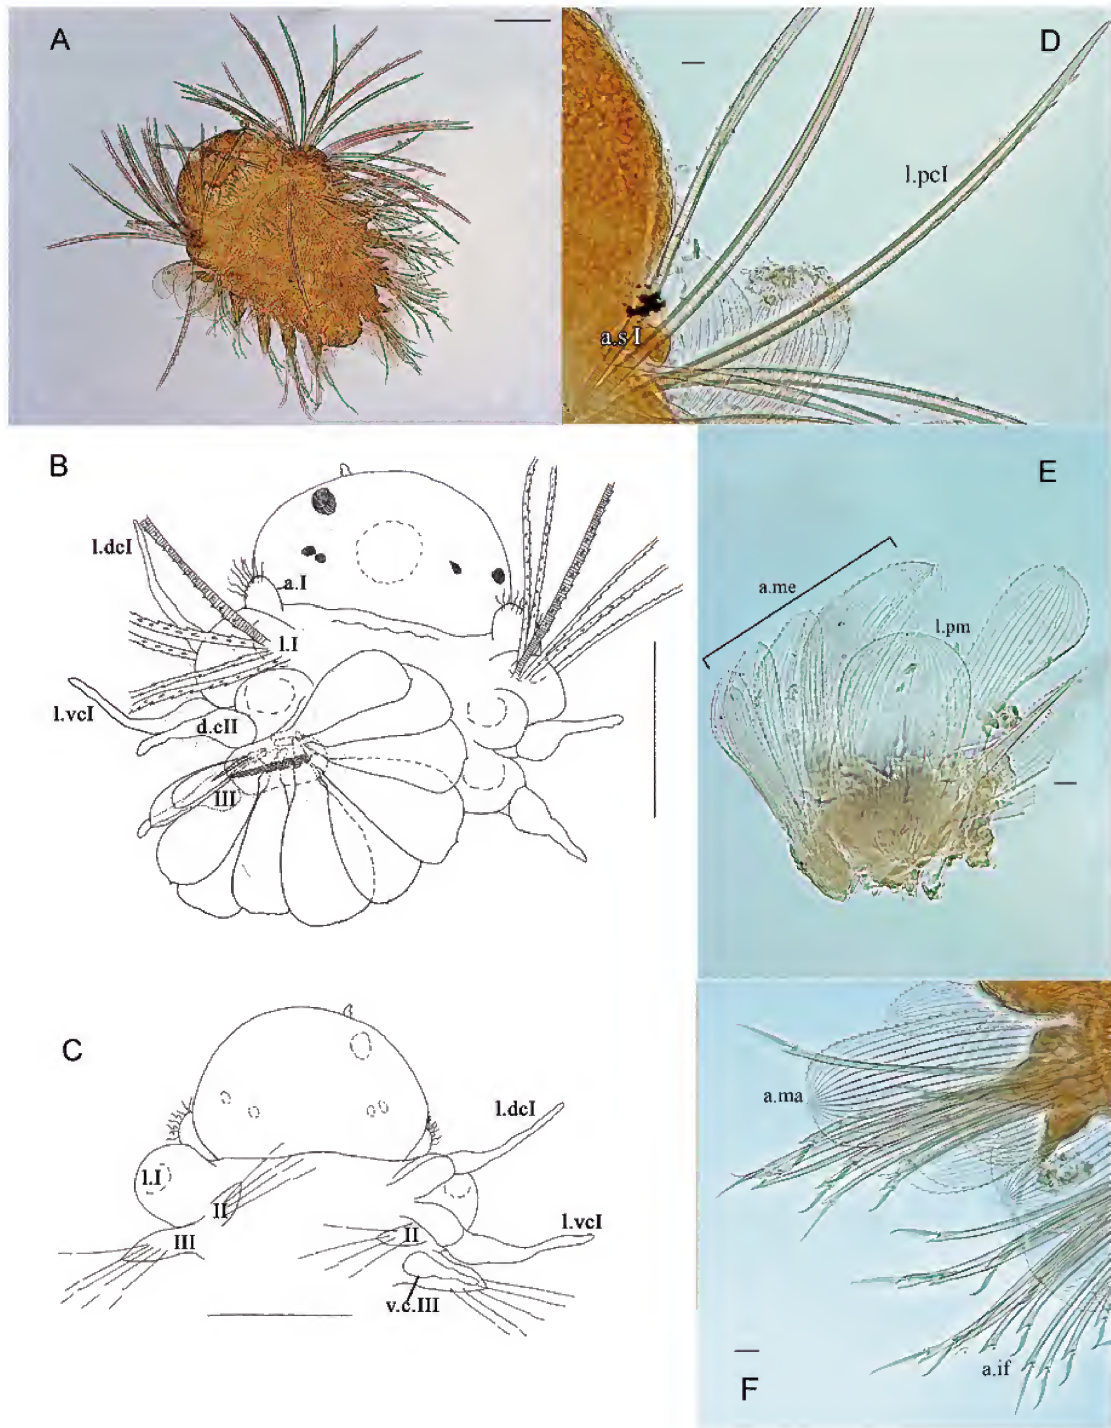 A
D
l.pcI
a.s I
B
E
l.dcI
a.I
a.me
l.pm
l.I
l.vcI
d.cII
III
C
F
l.dcI
l.I
II
III
II
l.vcI
v.c.III
a.ma
a.if